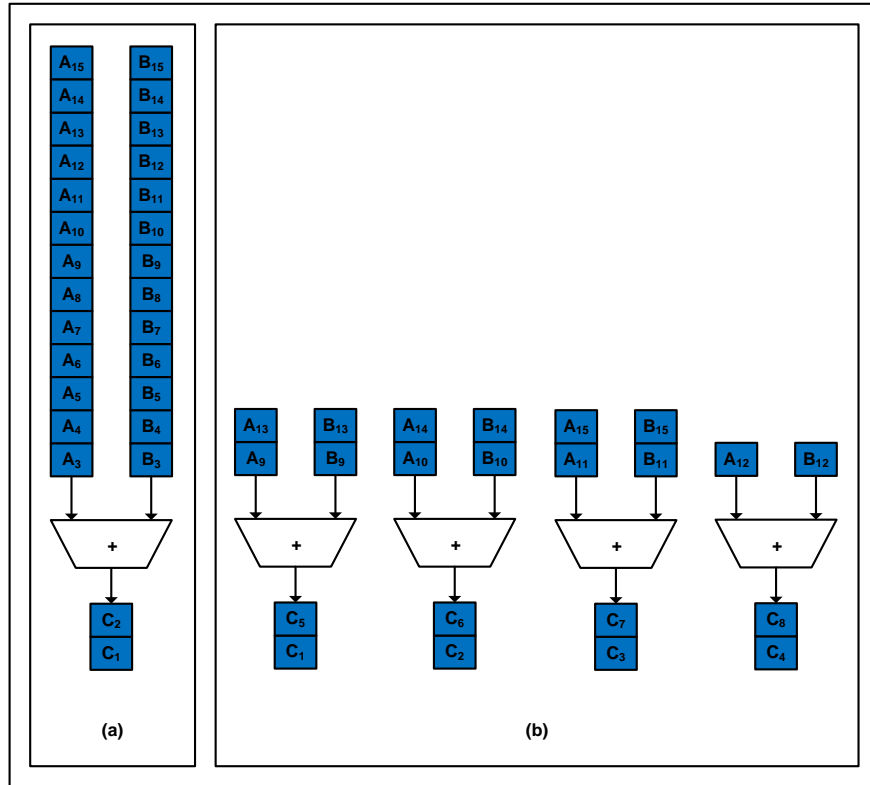 A15 B15
A14 B14
A13 B13
A12 B12
A11 B11
A10 B10
A9 B9
A8 B8
A7 B7
A6 B6
A5 B5
A4 B4
A3 B3
+
C2
C1
(a)
A13 B13 A14 B14 A15 B15
A9 B9 A10 B10 A11 B11 A12 B12
+ + + +
C5 C6 C7 C8
C1 C2 C3 C4
(b)